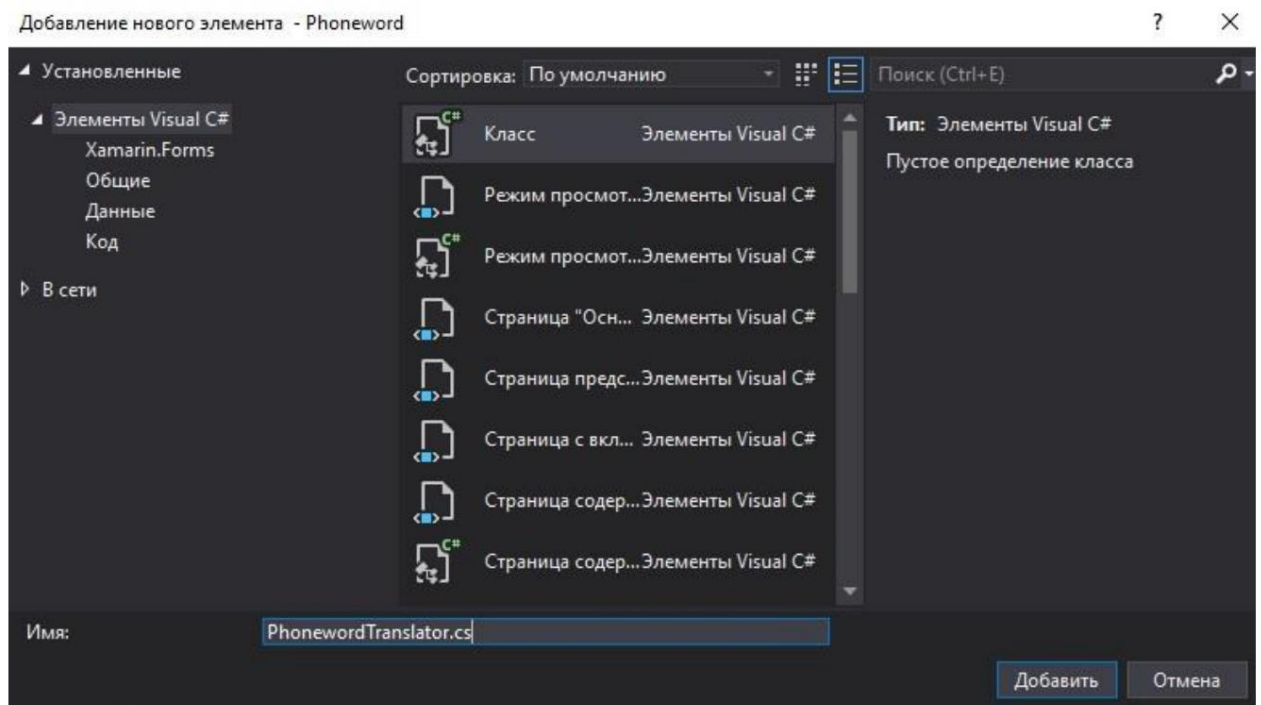 Добавление нового элемента - Phoneword
? ×
Установленные
Элементы Visual C#
Xamarin.Forms
Общие
Данные
Код
В сети
Сортировка: По умолчанию
Поиск (Ctrl+E)
C# Класс Элементы Visual C#
Режим просмот... Элементы Visual C#
C# Режим просмот... Элементы Visual C#
Страница "Осн... Элементы Visual C#
Страница предс... Элементы Visual C#
Страница с вкл... Элементы Visual C#
Страница содер... Элементы Visual C#
C# Страница содер... Элементы Visual C#
Тип: Элементы Visual C#
Пустое определение класса
Имя: PhonewordTranslator.cs
Добавить Отмена